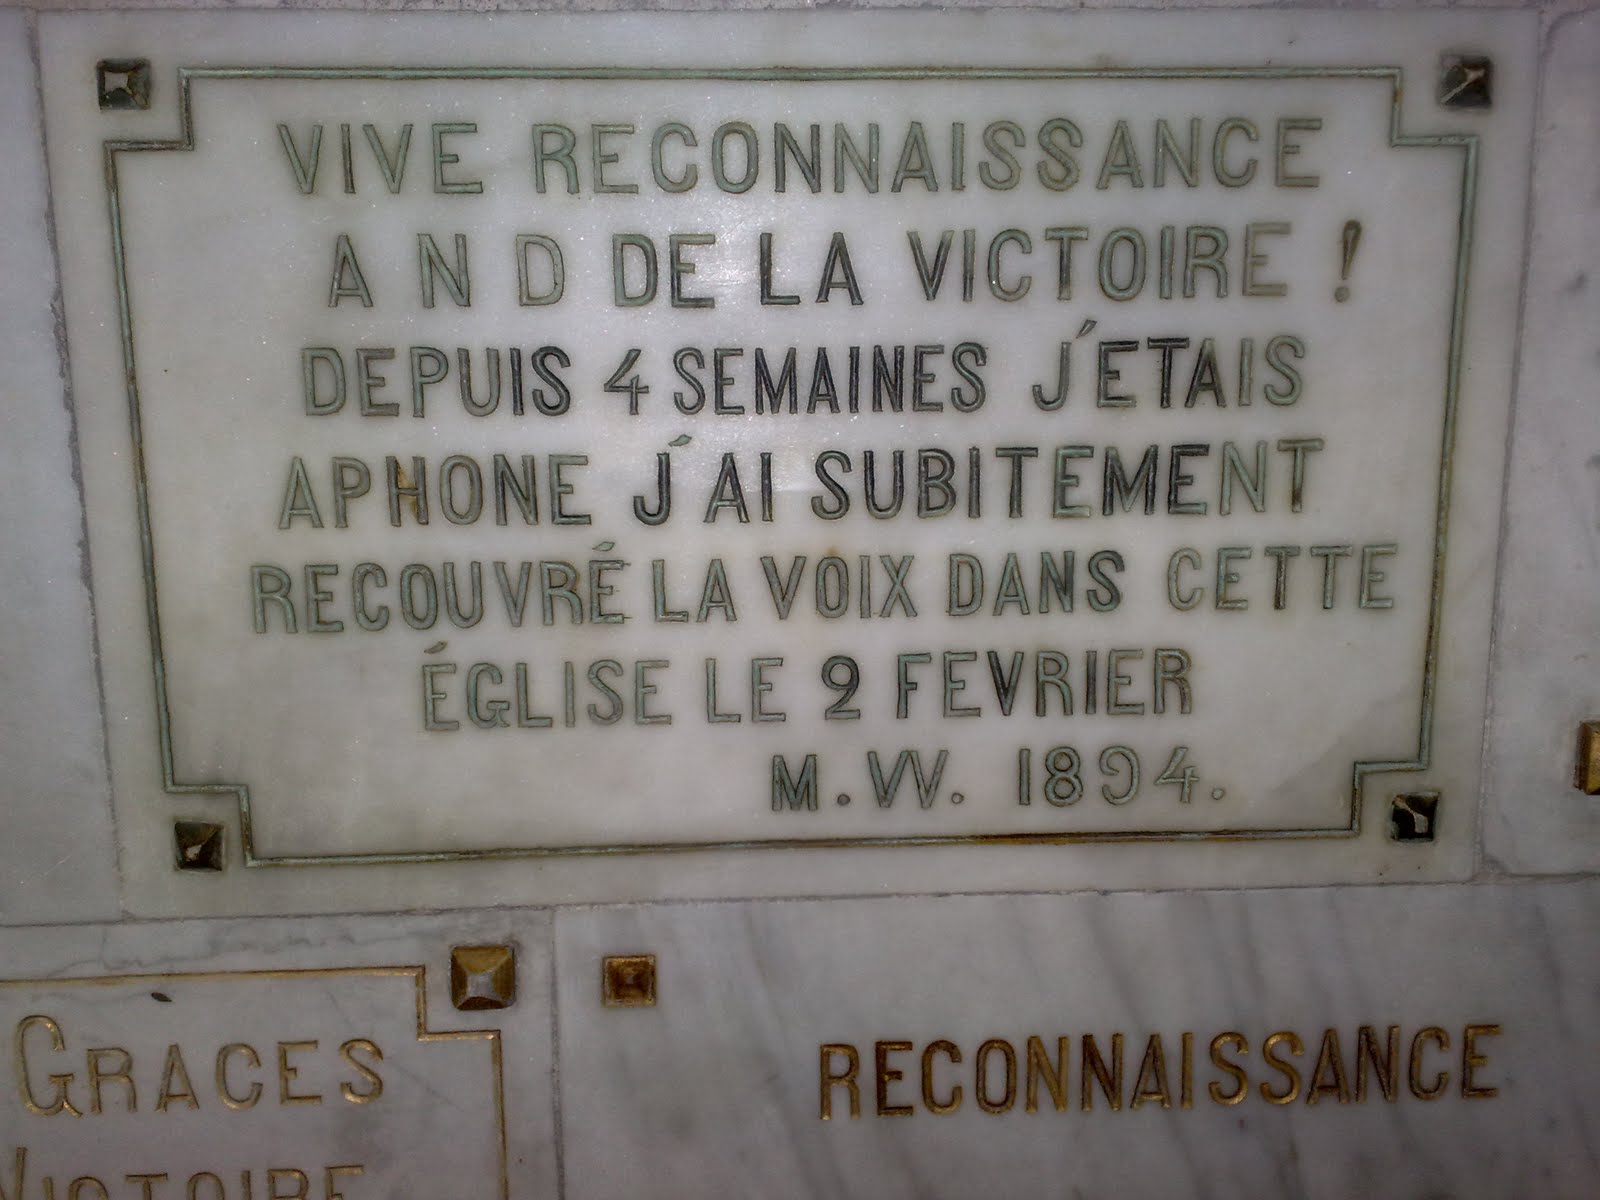 VIVE RECONNAISSANCE
A N D DE LA VICTOIRE !
DEPUIS 4 SEMAINES J'ETAIS
APHONE J'AI SUBITEMENT
RECOUVRÉ LA VOIX DANS CETTE
ÉGLISE LE 2 FEVRIER
M. W. 1894.
GRACES
VICTOIRE
RECONNAISSANCE